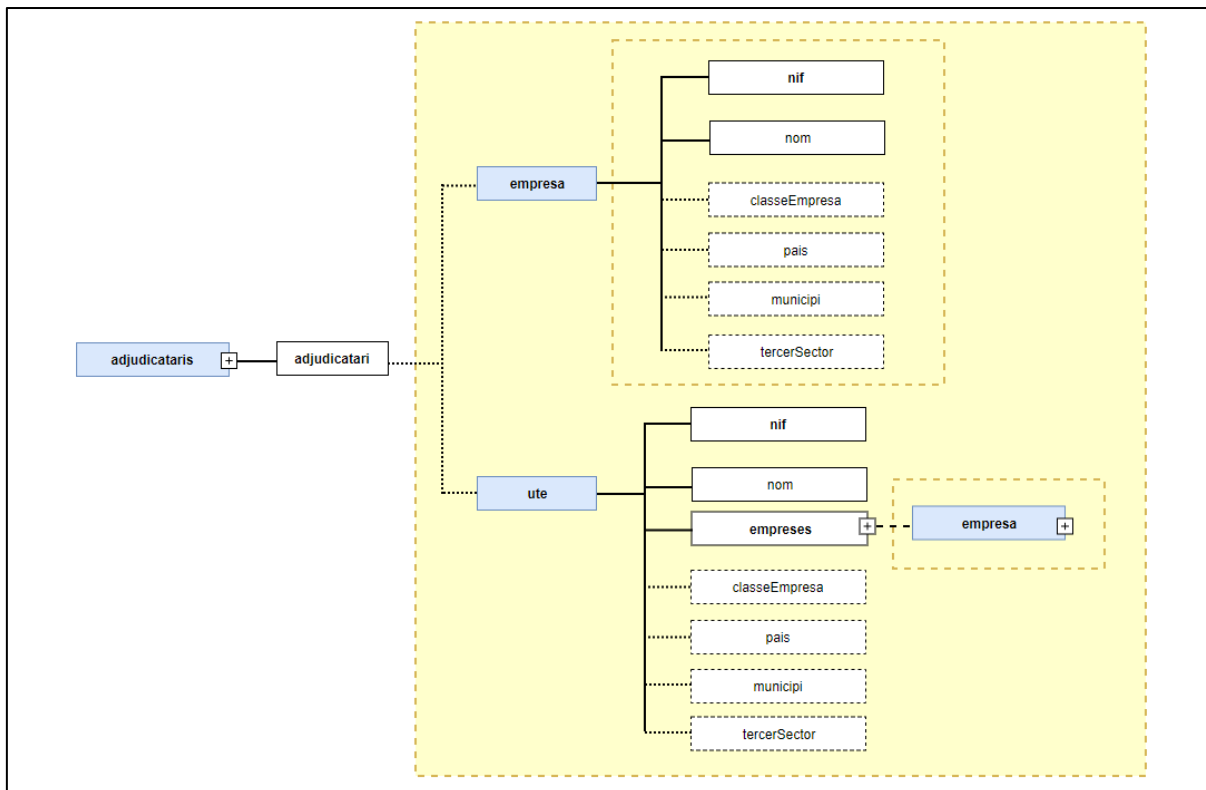 adjudicataris
+
adjudicatari
empresa
nif
nom
classeEmpresa
pais
municipi
tercerSector
ute
nif
nom
empreses
+
empresa
+
classeEmpresa
pais
municipi
tercerSector